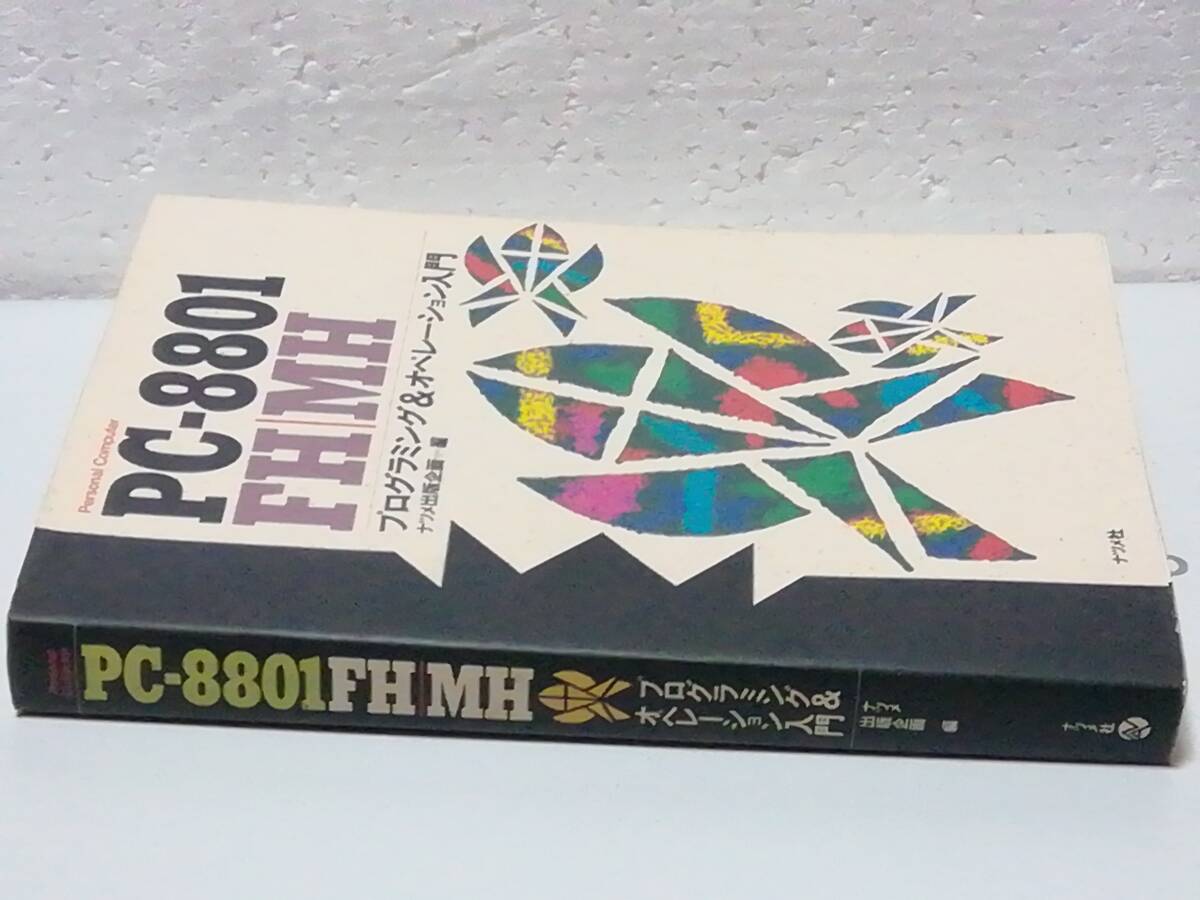 Personal Computer
PC-8801
FH|MH
プログラミング&オペレーション入門
ナツメ出版企画 編
ナツメ社
PC-8801FH|MH
プログラミング&
オペレーション入門
ナツメ
出版企画 編
ナツメ社